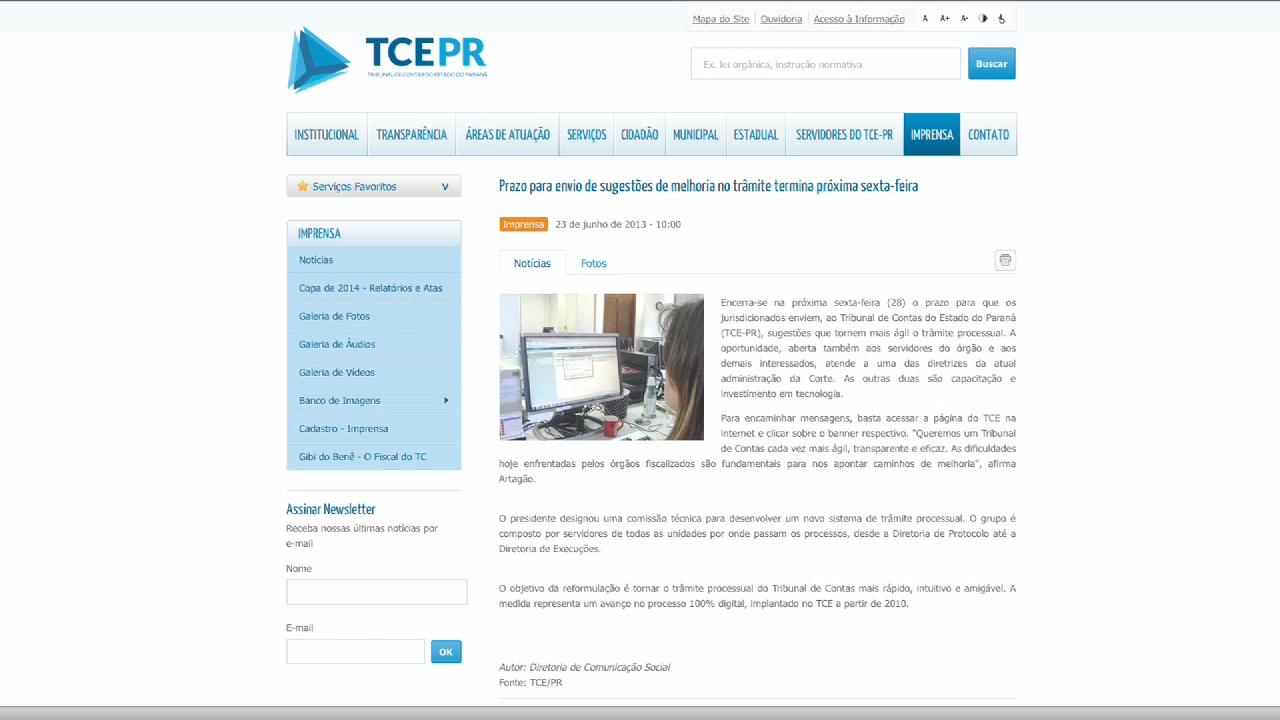 Mapa do Site Ouvidoria Acesso à Informação A A+ A-
TCEPR
TRIBUNAL DE CONTAS DO ESTADO DO PARANÁ
Ex. lei orgânica, instrução normativa
Buscar
INSTITUCIONAL TRANSPARÊNCIA ÁREAS DE ATUAÇÃO SERVIÇOS CIDADÃO MUNICIPAL ESTADUAL SERVIDORES DO TCE-PR IMPRENSA CONTATO
Serviços Favoritos V
IMPRENSA
Notícias
Copa de 2014 - Relatórios e Atas
Galeria de Fotos
Galeria de Áudios
Galeria de Vídeos
Banco de Imagens
Cadastro - Imprensa
Gibi do Benê - O Fiscal do TC
Assinar Newsletter
Receba nossas últimas notícias por
e-mail
Nome
E-mail
OK
Prazo para envio de sugestões de melhoria no trâmite termina próxima sexta-feira
Imprensa 23 de junho de 2013 - 10:00
Notícias Fotos
Encerra-se na próxima sexta-feira (28) o prazo para que os
jurisdicionados enviem, ao Tribunal de Contas do Estado do Paraná
(TCE-PR), sugestões que tornem mais ágil o trâmite processual. A
oportunidade, aberta também aos servidores do órgão e aos
demais interessados, atende a uma das diretrizes da atual
administração da Corte. As outras duas são capacitação e
investimento em tecnologia.
Para encaminhar mensagens, basta acessar a página do TCE na
internet e clicar sobre o banner respectivo. "Queremos um Tribunal
de Contas cada vez mais ágil, transparente e eficaz. As dificuldades
hoje enfrentadas pelos órgãos fiscalizados são fundamentais para nos apontar caminhos de melhoria", afirma
Artagão.
O presidente designou uma comissão técnica para desenvolver um novo sistema de trâmite processual. O grupo é
composto por servidores de todas as unidades por onde passam os processos, desde a Diretoria de Protocolo até a
Diretoria de Execuções.
O objetivo da reformulação é tornar o trâmite processual do Tribunal de Contas mais rápido, intuitivo e amigável. A
medida representa um avanço no processo 100% digital, implantado no TCE a partir de 2010.
Autor: Diretoria de Comunicação Social
Fonte: TCE/PR